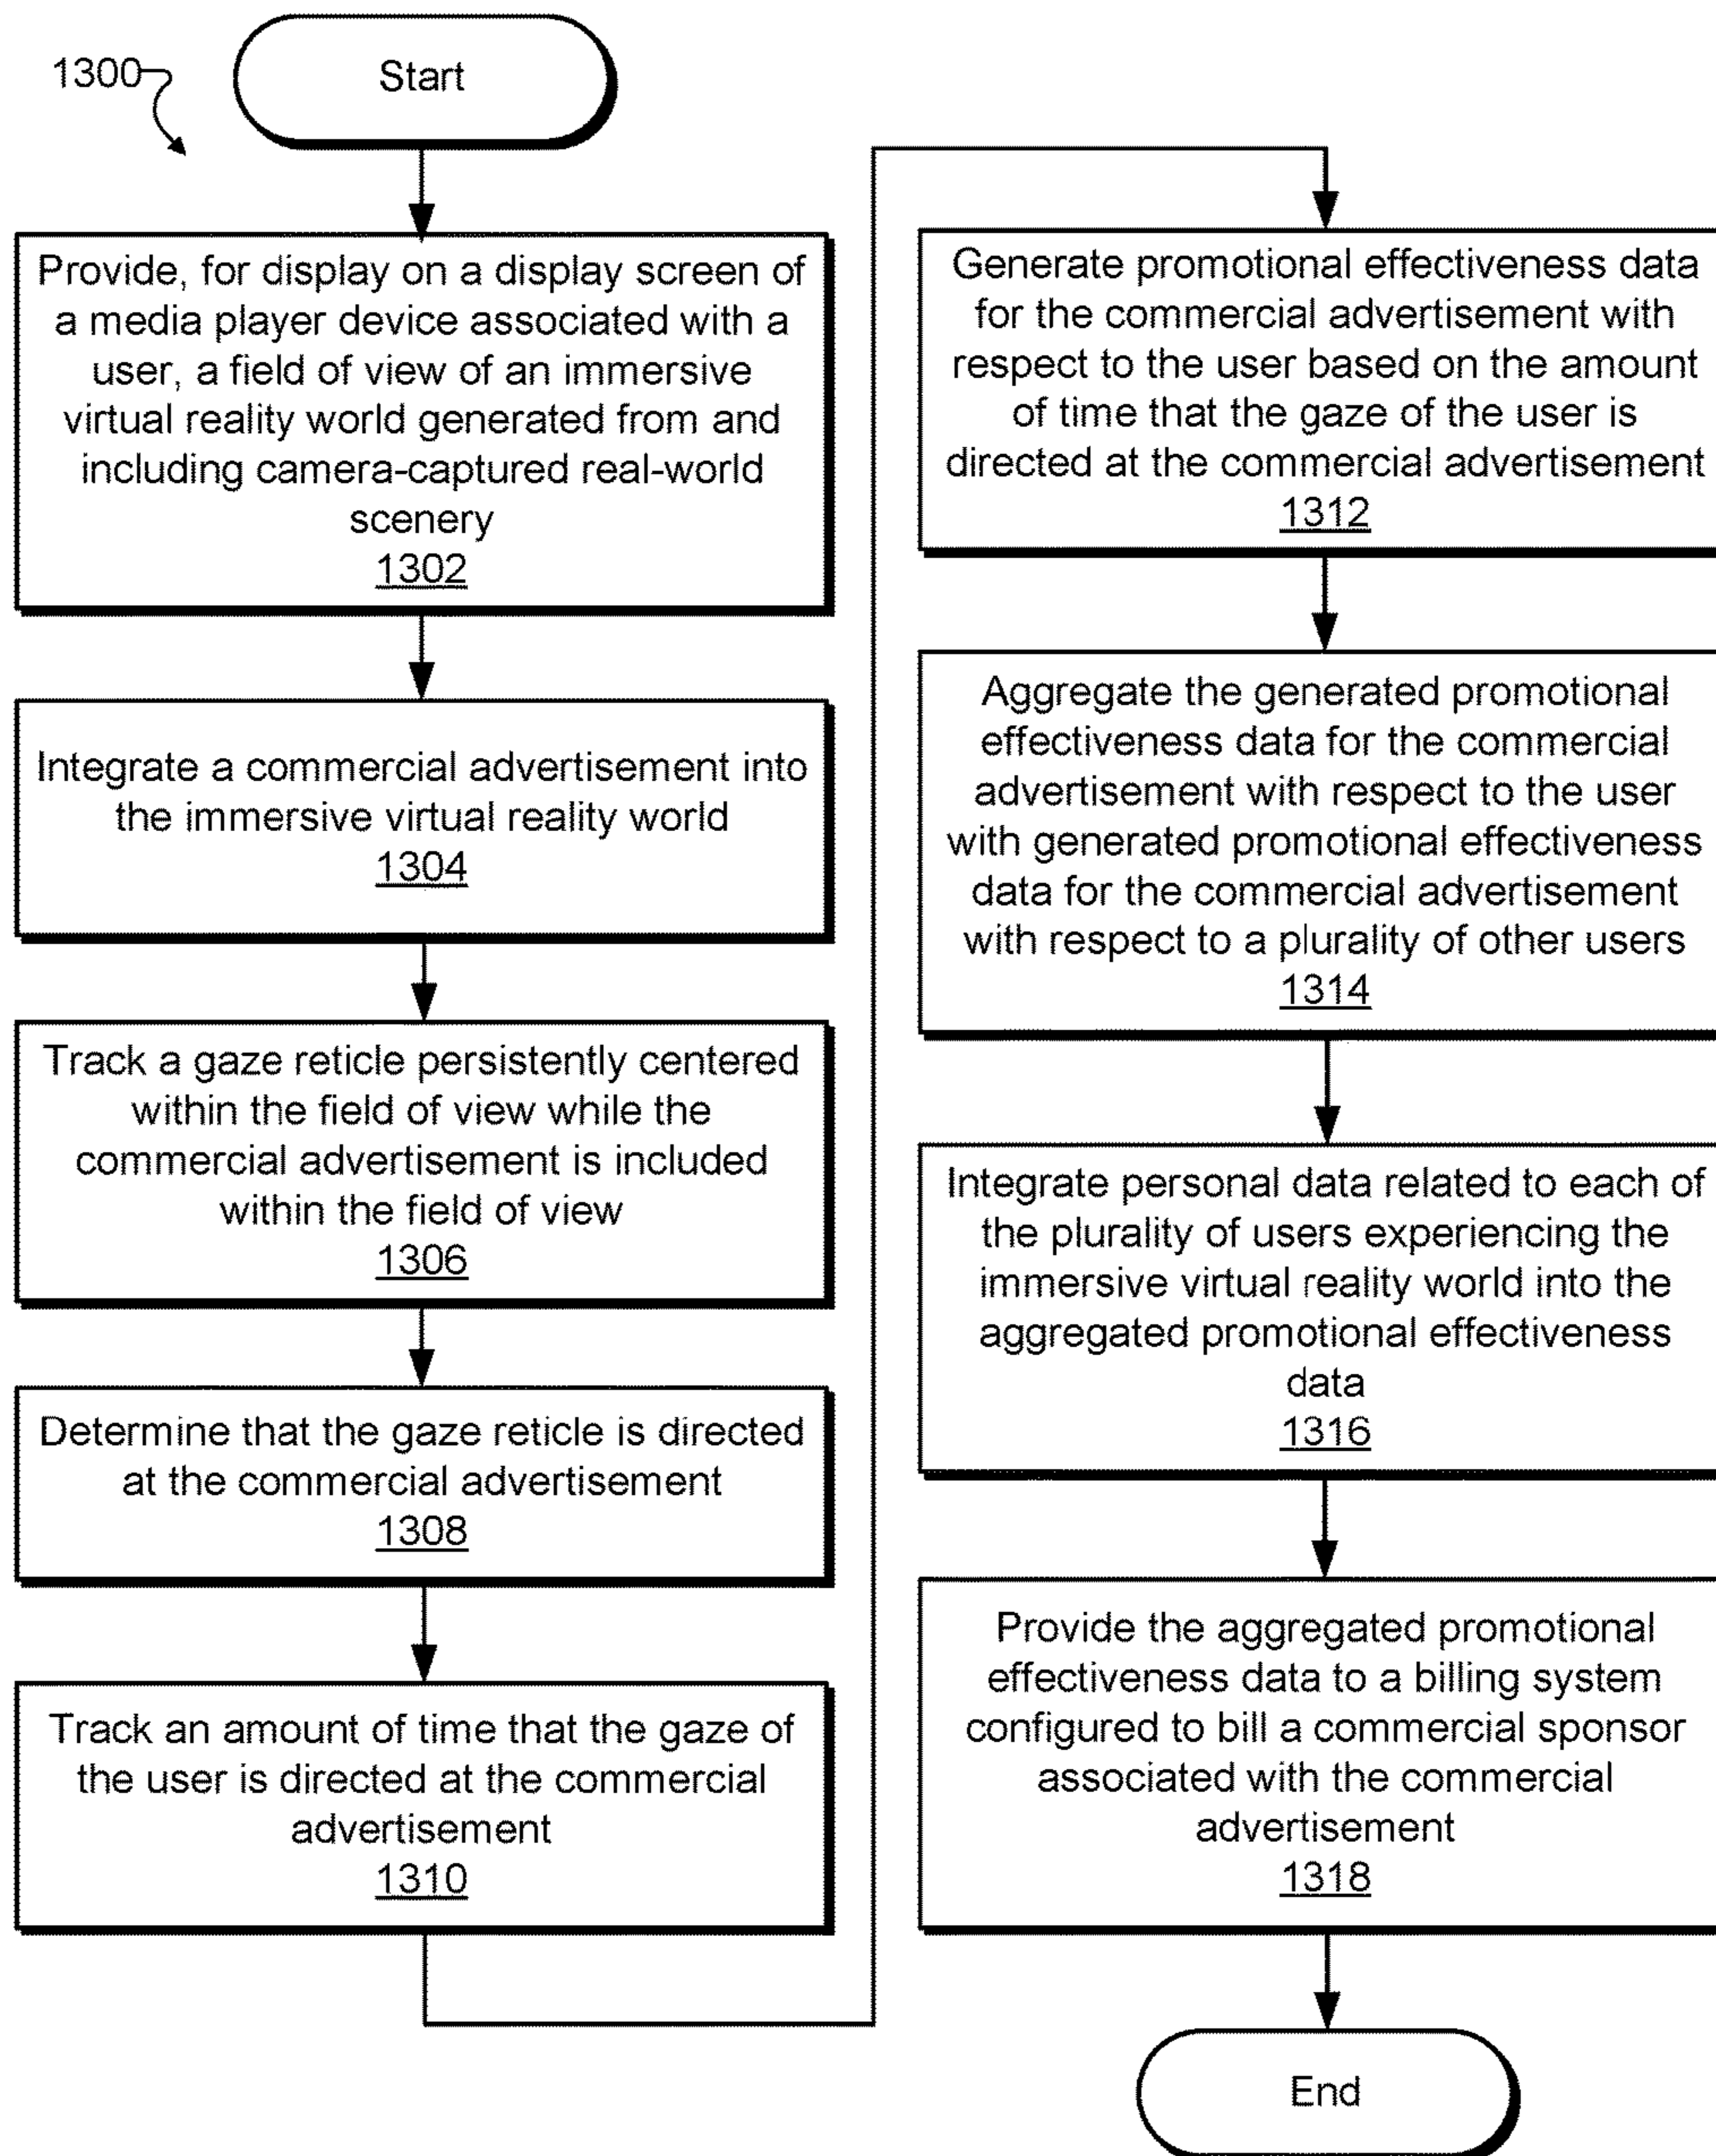 1300
Start
Provide, for display on a display screen of
a media player device associated with a
user, a field of view of an immersive
virtual reality world generated from and
including camera-captured real-world
scenery
1302
Integrate a commercial advertisement into
the immersive virtual reality world
1304
Track a gaze reticle persistently centered
within the field of view while the
commercial advertisement is included
within the field of view
1306
Determine that the gaze reticle is directed
at the commercial advertisement
1308
Track an amount of time that the gaze of
the user is directed at the commercial
advertisement
1310
Generate promotional effectiveness data
for the commercial advertisement with
respect to the user based on the amount
of time that the gaze of the user is
directed at the commercial advertisement
1312
Aggregate the generated promotional
effectiveness data for the commercial
advertisement with respect to the user
with generated promotional effectiveness
data for the commercial advertisement
with respect to a plurality of other users
1314
Integrate personal data related to each of
the plurality of users experiencing the
immersive virtual reality world into the
aggregated promotional effectiveness
data
1316
Provide the aggregated promotional
effectiveness data to a billing system
configured to bill a commercial sponsor
associated with the commercial
advertisement
1318
End